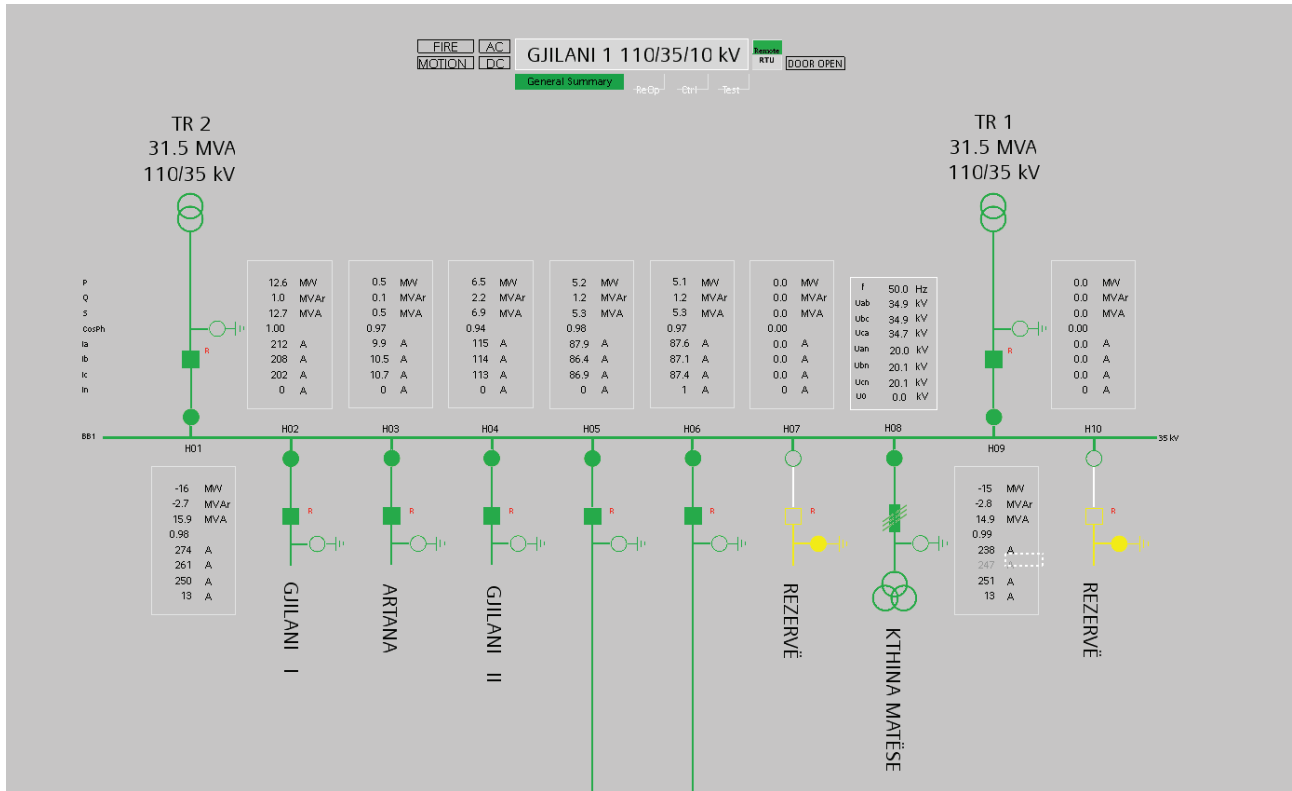 FIRE AC GJILANI 1 110/35/10 kV Remote
MOTION DC RTU DOOR OPEN
General Summary ReOp Ctrl Test
TR 2 TR 1
31.5 MVA 31.5 MVA
110/35 kV 110/35 kV
P 12.6 MW 0.5 MW 6.5 MW 5.2 MW 5.1 MW 0.0 MW f 50.0 Hz 0.0 MW
Q 1.0 MVAr 0.1 MVAr 2.2 MVAr 1.2 MVAr 1.2 MVAr 0.0 MVAr Uab 34.9 kV 0.0 MVAr
S 12.7 MVA 0.5 MVA 6.9 MVA 5.3 MVA 5.3 MVA 0.0 MVA Ubc 34.9 kV 0.0 MVA
CosPh 1.00 0.97 0.94 0.98 0.97 0.00 Uca 34.7 kV 0.00
Ia 212 A 9.9 A 115 A 87.9 A 87.6 A 0.0 A Uan 20.0 kV 0.0 A
Ib 208 A 10.5 A 114 A 86.4 A 87.1 A 0.0 A Ubn 20.1 kV 0.0 A
Ic 202 A 10.7 A 113 A 86.9 A 87.4 A 0.0 A Ucn 20.1 kV 0.0 A
In 0 A 0 A 0 A 0 A 1 A 0 A U0 0.0 kV 0 A
R R
BB1 H02 H03 H04 H05 H06 H07 H08 H10 35 kV
H01 H09
-16 MW -15 MW
-2.7 MVAr -2.8 MVAr
15.9 MVA R R R R R R 14.9 MVA R
0.98 0.99
274 A 238 A
261 A 247 A
250 A 251 A
13 A 13 A
GJILANI I
ARTANA
GJILANI II
REZERVË
KTHINA MATËSE
REZERVË